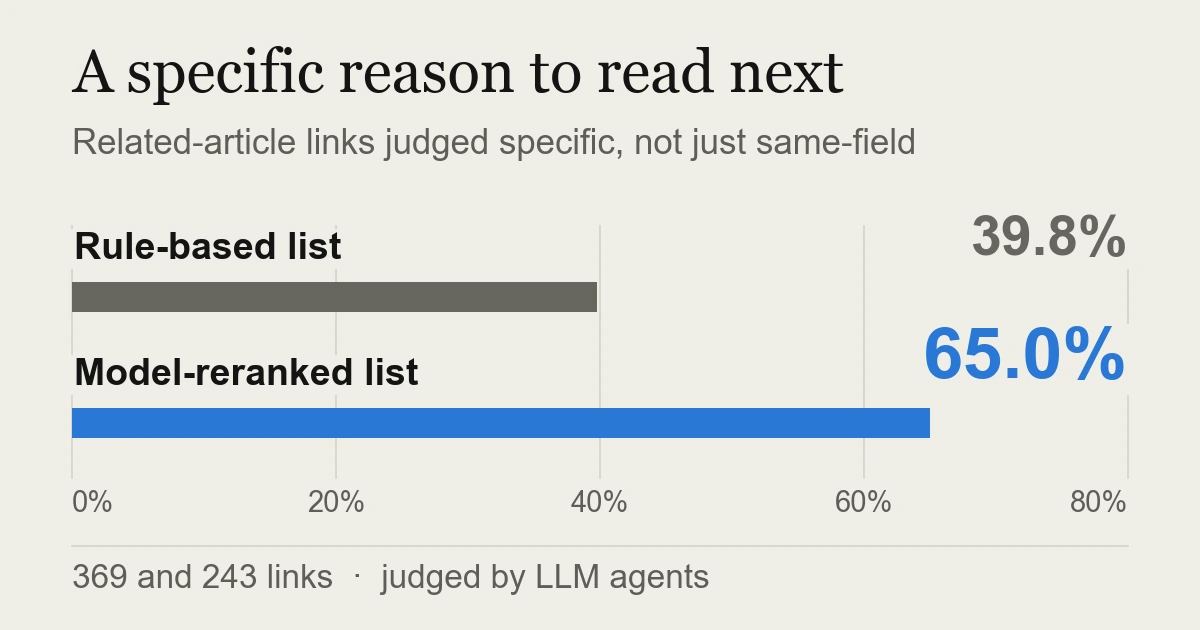 A specific reason to read next
Related-article links judged specific, not just same-field
Rule-based list
39.8%
Model-reranked list
65.0%
0% 20% 40% 60% 80%
369 and 243 links · judged by LLM agents